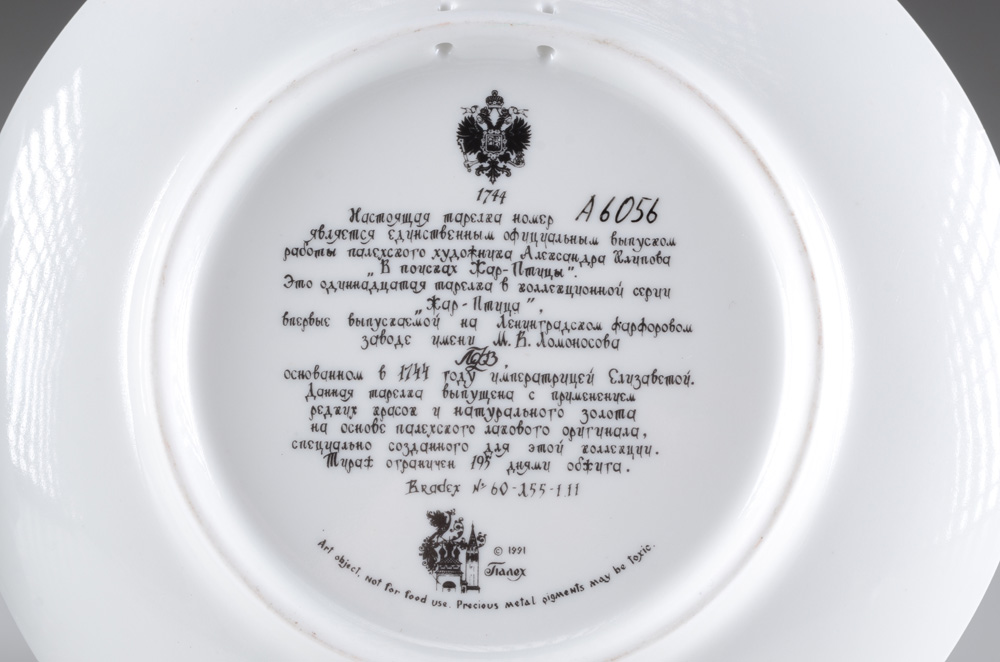 1744
Настоящая тарелка номер А6056
является единственным официальным выпуском
работы палехского художника Александра Клипова
„В поисках Жар-Птицы".
Это одиннадцатая тарелка в коллекционной серии
„Жар-Птица",
впервые выпускаемой на Ленинградском фарфоровом
заводе имени М. В. Ломоносова
ЛФЗ,
основанном в 1744 году императрицей Елизаветой.
Данная тарелка выпущена с применением
редких красок и натурального золота
на основе палехского лакового оригинала,
специально созданного для этой коллекции.
Тираж ограничен 195 днями обжига.
Bradex № 60-255-1.11
© 1991
Палех
Art object, not for food use. Precious metal pigments may be toxic.